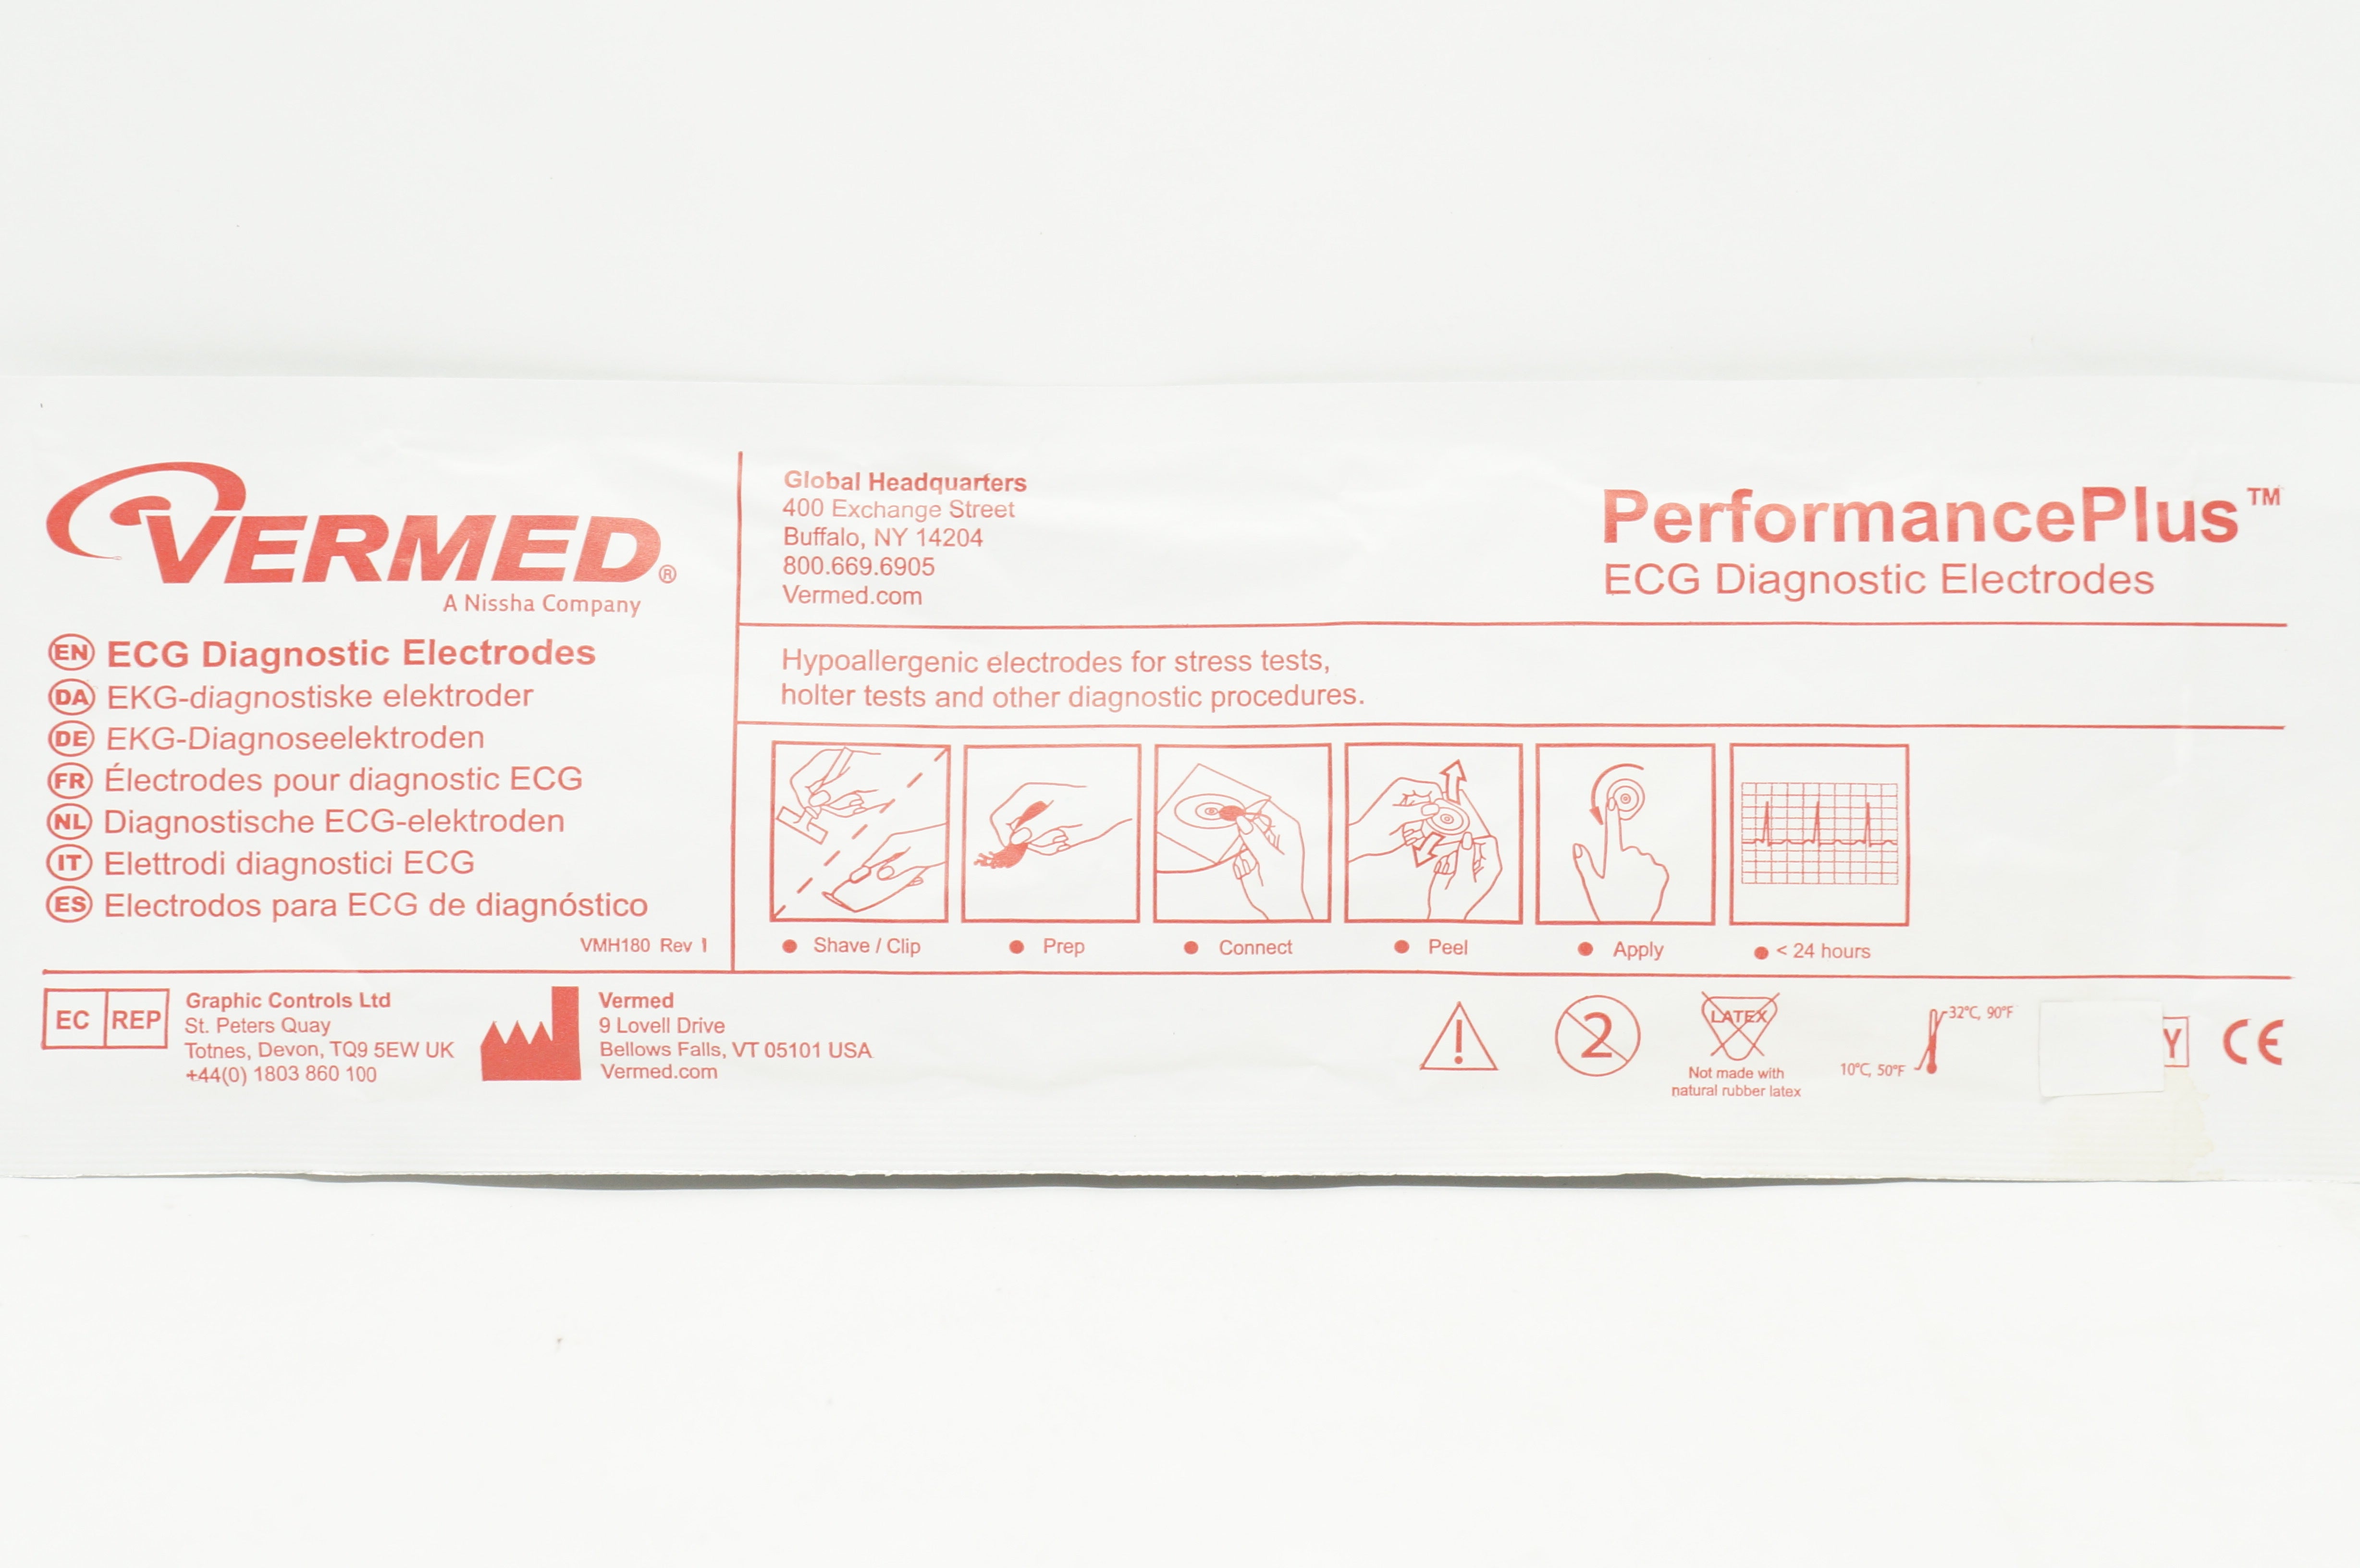 VERMED®
A Nissha Company
EN ECG Diagnostic Electrodes
DA EKG-diagnostiske elektroder
DE EKG-Diagnoseelektroden
FR Électrodes pour diagnostic ECG
NL Diagnostische ECG-elektroden
IT Elettrodi diagnostici ECG
ES Electrodos para ECG de diagnóstico
VMH180 Rev 1
Global Headquarters
400 Exchange Street
Buffalo, NY 14204
800.669.6905
Vermed.com
PerformancePlus™
ECG Diagnostic Electrodes
Hypoallergenic electrodes for stress tests,
holter tests and other diagnostic procedures.
● Shave / Clip
● Prep
● Connect
● Peel
● Apply
● < 24 hours
EC REP
Graphic Controls Ltd
St. Peters Quay
Totnes, Devon, TQ9 5EW UK
+44(0) 1803 860 100
Vermed
9 Lovell Drive
Bellows Falls, VT 05101 USA
Vermed.com
!
2
LATEX
Not made with
natural rubber latex
32°C, 90°F
10°C, 50°F
Y
CE